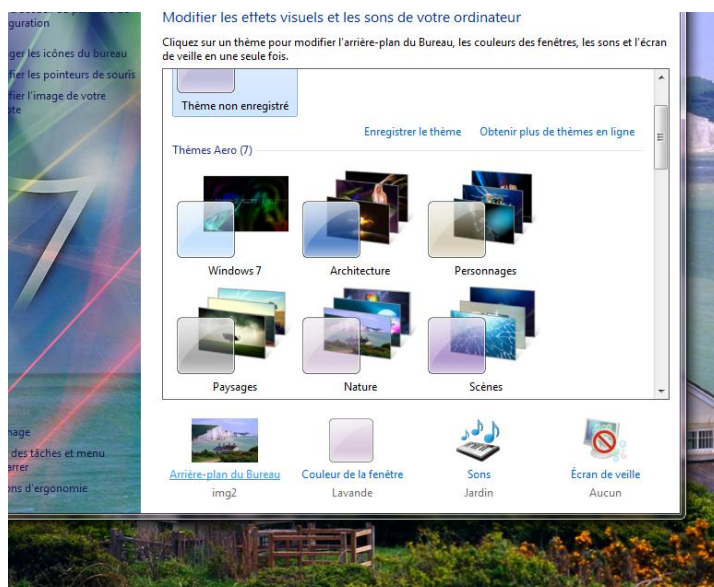 guration
ger les icônes du bureau
fier les pointeurs de souris
fier l'image de votre
pte
Modifier les effets visuels et les sons de votre ordinateur
Cliquez sur un thème pour modifier l'arrière-plan du Bureau, les couleurs des fenêtres, les sons et l'écran
de veille en une seule fois.
Thème non enregistré
Enregistrer le thème Obtenir plus de thèmes en ligne
Thèmes Aero (7)
Windows 7 Architecture Personnages
Paysages Nature Scènes
7
Arrière-plan du Bureau Couleur de la fenêtre Sons Écran de veille
img2 Lavande Jardin Aucun
nage
des tâches et menu
arrer
ons d'ergonomie